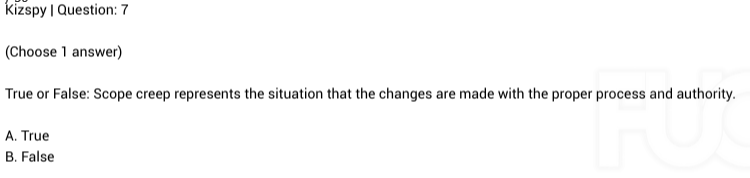 Kizspy | Question: 7
(Choose 1 answer)
True or False: Scope creep represents the situation that the changes are made with the proper process and authority.
A. True
B. False